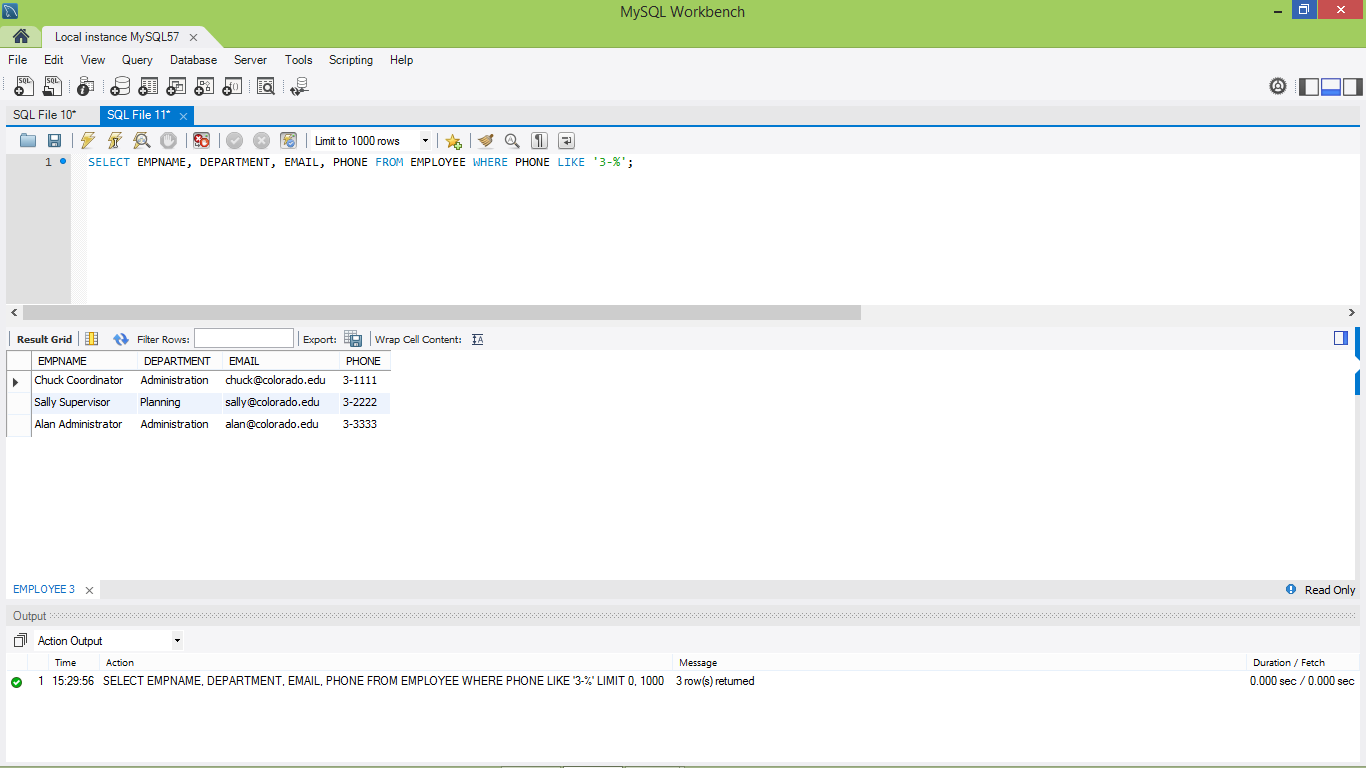 MySQL Workbench
Local instance MySQL57
File Edit View Query Database Server Tools Scripting Help
SQL File 10* SQL File 11*
Limit to 1000 rows
1 SELECT EMPNAME, DEPARTMENT, EMAIL, PHONE FROM EMPLOYEE WHERE PHONE LIKE '3-%';
Result Grid Filter Rows: Export: Wrap Cell Content:
EMPNAME DEPARTMENT EMAIL PHONE
Chuck Coordinator Administration chuck@colorado.edu 3-1111
Sally Supervisor Planning sally@colorado.edu 3-2222
Alan Administrator Administration alan@colorado.edu 3-3333
EMPLOYEE 3 Read Only
Output
Action Output
Time Action Message Duration / Fetch
1 15:29:56 SELECT EMPNAME, DEPARTMENT, EMAIL, PHONE FROM EMPLOYEE WHERE PHONE LIKE '3-%' LIMIT 0, 1000 3 row(s) returned 0.000 sec / 0.000 sec